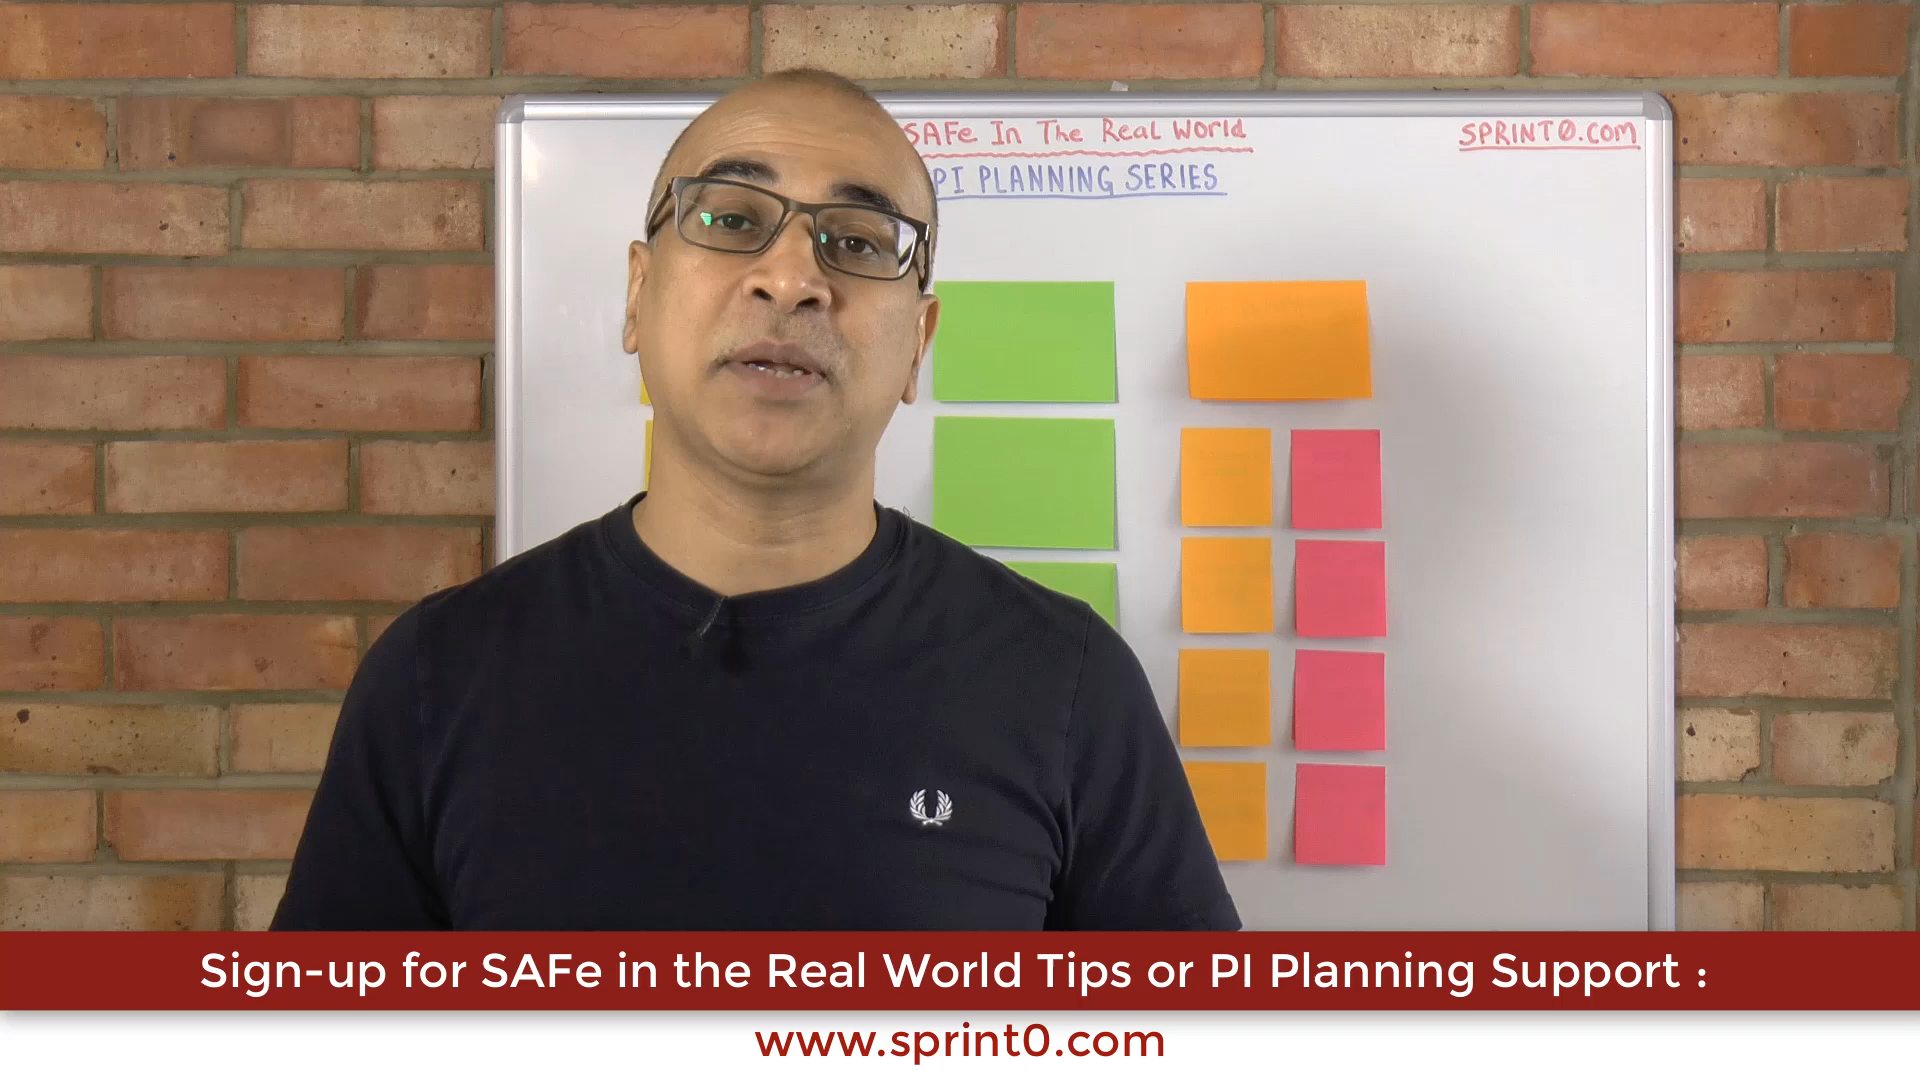 SAFe In The Real World
SPRINT0.com
PI PLANNING SERIES
Sign-up for SAFe in the Real World Tips or PI Planning Support :
www.sprint0.com